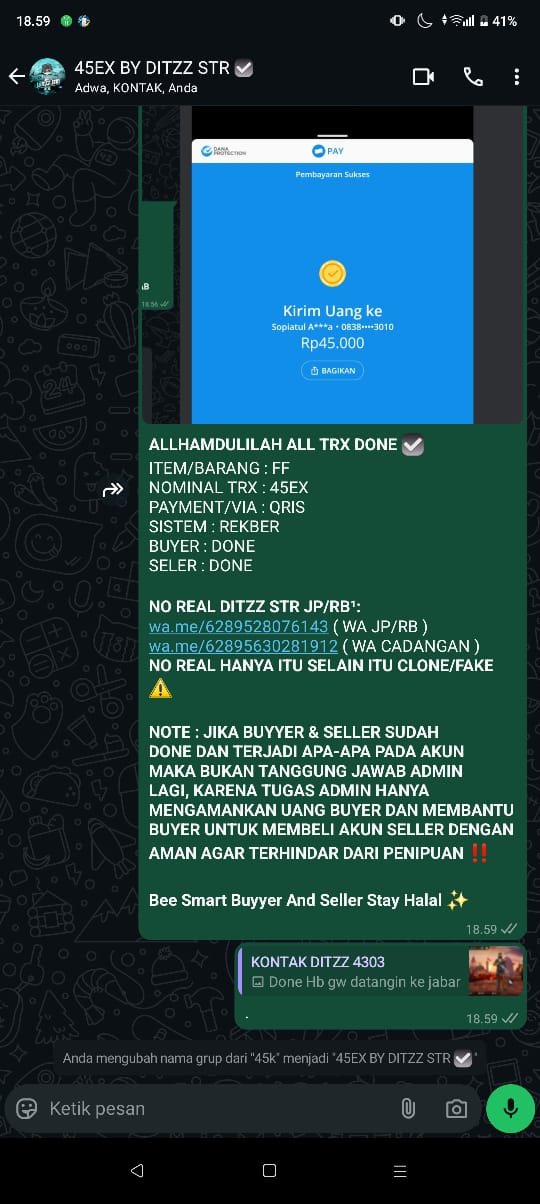 18.59
41%
45EX BY DITZZ STR
Adwa, KONTAK, Anda
DANA PROTECTION
PAY
Pembayaran Sukses
AB
18.56
Kirim Uang ke
Sopiatul A***a • 0838••••3010
Rp45.000
BAGIKAN
ALLHAMDULILAH ALL TRX DONE ✅
ITEM/BARANG : FF
NOMINAL TRX : 45EX
PAYMENT/VIA : QRIS
SISTEM : REKBER
BUYER : DONE
SELER : DONE
NO REAL DITZZ STR JP/RB¹:
wa.me/6289528076143 ( WA JP/RB )
wa.me/62895630281912 ( WA CADANGAN )
NO REAL HANYA ITU SELAIN ITU CLONE/FAKE
⚠️
NOTE : JIKA BUYYER & SELLER SUDAH
DONE DAN TERJADI APA-APA PADA AKUN
MAKA BUKAN TANGGUNG JAWAB ADMIN
LAGI, KARENA TUGAS ADMIN HANYA
MENGAMANKAN UANG BUYER DAN MEMBANTU
BUYER UNTUK MEMBELI AKUN SELLER DENGAN
AMAN AGAR TERHINDAR DARI PENIPUAN ‼️
Bee Smart Buyyer And Seller Stay Halal ✨
18.59
KONTAK DITZZ 4303
Done Hb gw datangin ke jabar
.
18.59
Anda mengubah nama grup dari "45k" menjadi "45EX BY DITZZ STR ✅"
Ketik pesan